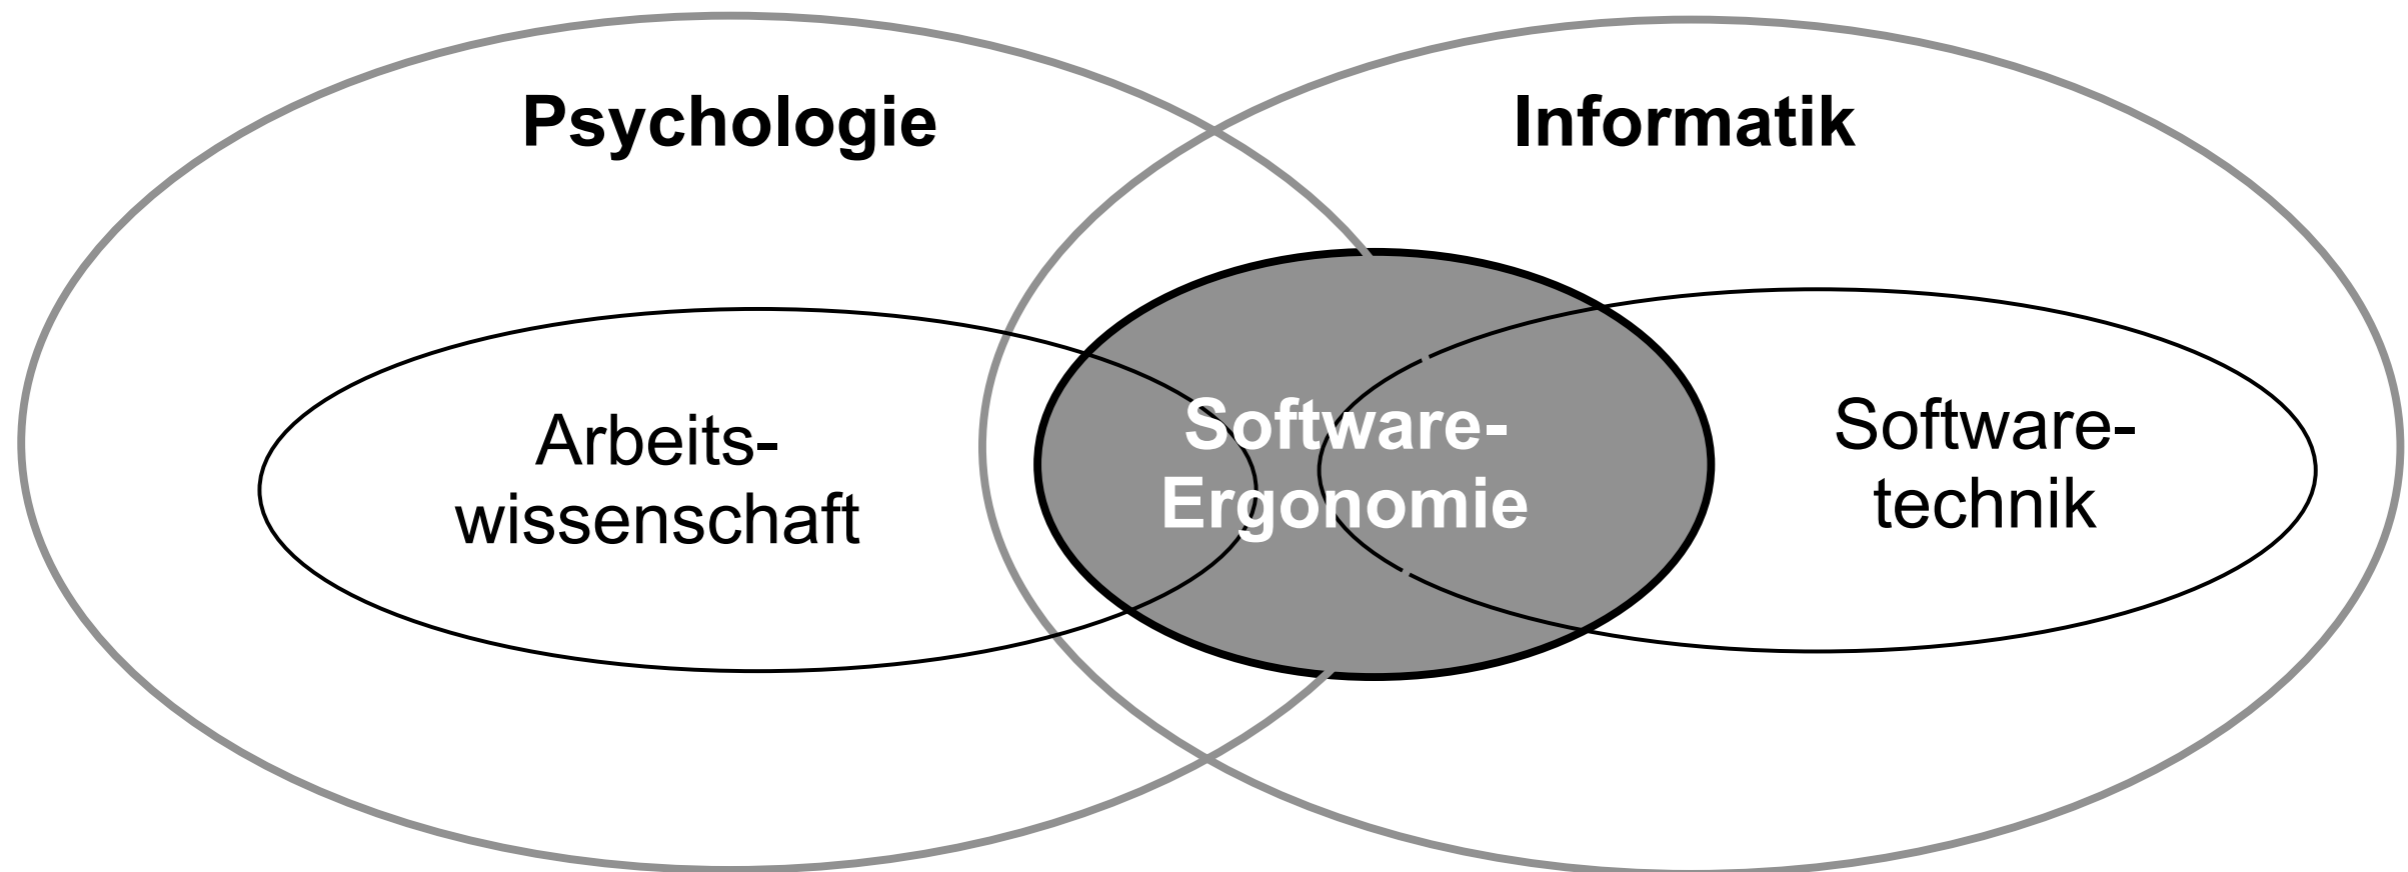 Psychologie
Informatik
Arbeits-
wissenschaft
Software-
Ergonomie
Software-
technik